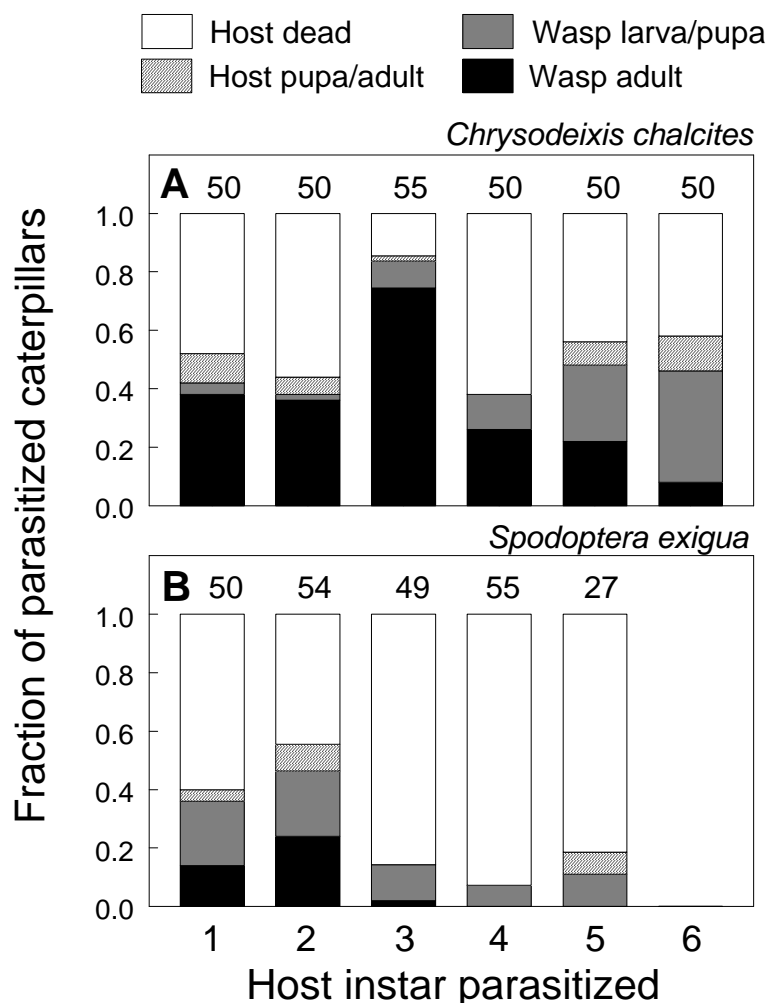 Host dead
Wasp larva/pupa
Host pupa/adult
Wasp adult
Chrysodeixis chalcites
A 50 50 55 50 50 50
1.0
0.8
0.6
0.4
0.2
0.0
Spodoptera exigua
B 50 54 49 55 27
1.0
0.8
0.6
0.4
0.2
0.0
1 2 3 4 5 6
Host instar parasitized
Fraction of parasitized caterpillars